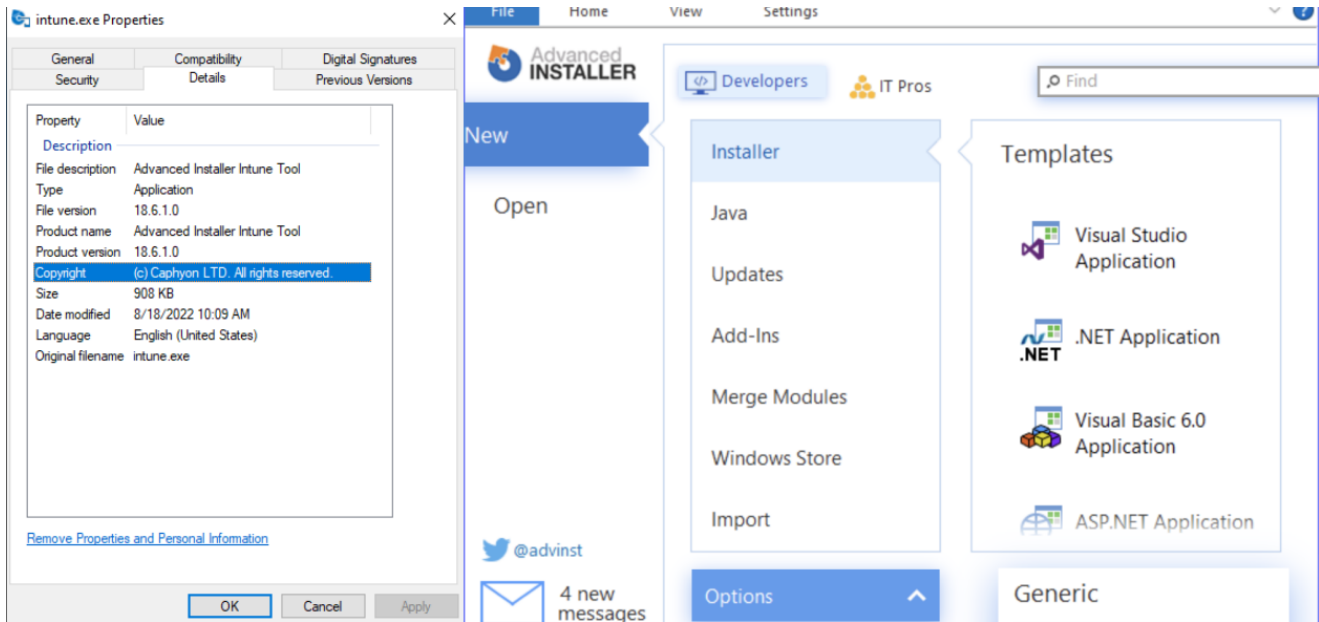 intune.exe Properties
General Compatibility Digital Signatures
Security Details Previous Versions
Property Value
Description
File description Advanced Installer Intune Tool
Type Application
File version 18.6.1.0
Product name Advanced Installer Intune Tool
Product version 18.6.1.0
Copyright (c) Caphyon LTD. All rights reserved.
Size 908 KB
Date modified 8/18/2022 10:09 AM
Language English (United States)
Original filename intune.exe
Remove Properties and Personal Information
OK Cancel Apply
File Home View Settings
?
Advanced
INSTALLER
New
Open
@advinst
4 new
messages
Developers IT Pros
Find
Installer
Java
Updates
Add-Ins
Merge Modules
Windows Store
Import
Options
Templates
Visual Studio
Application
.NET
.NET Application
Visual Basic 6.0
Application
ASP.NET Application
Generic